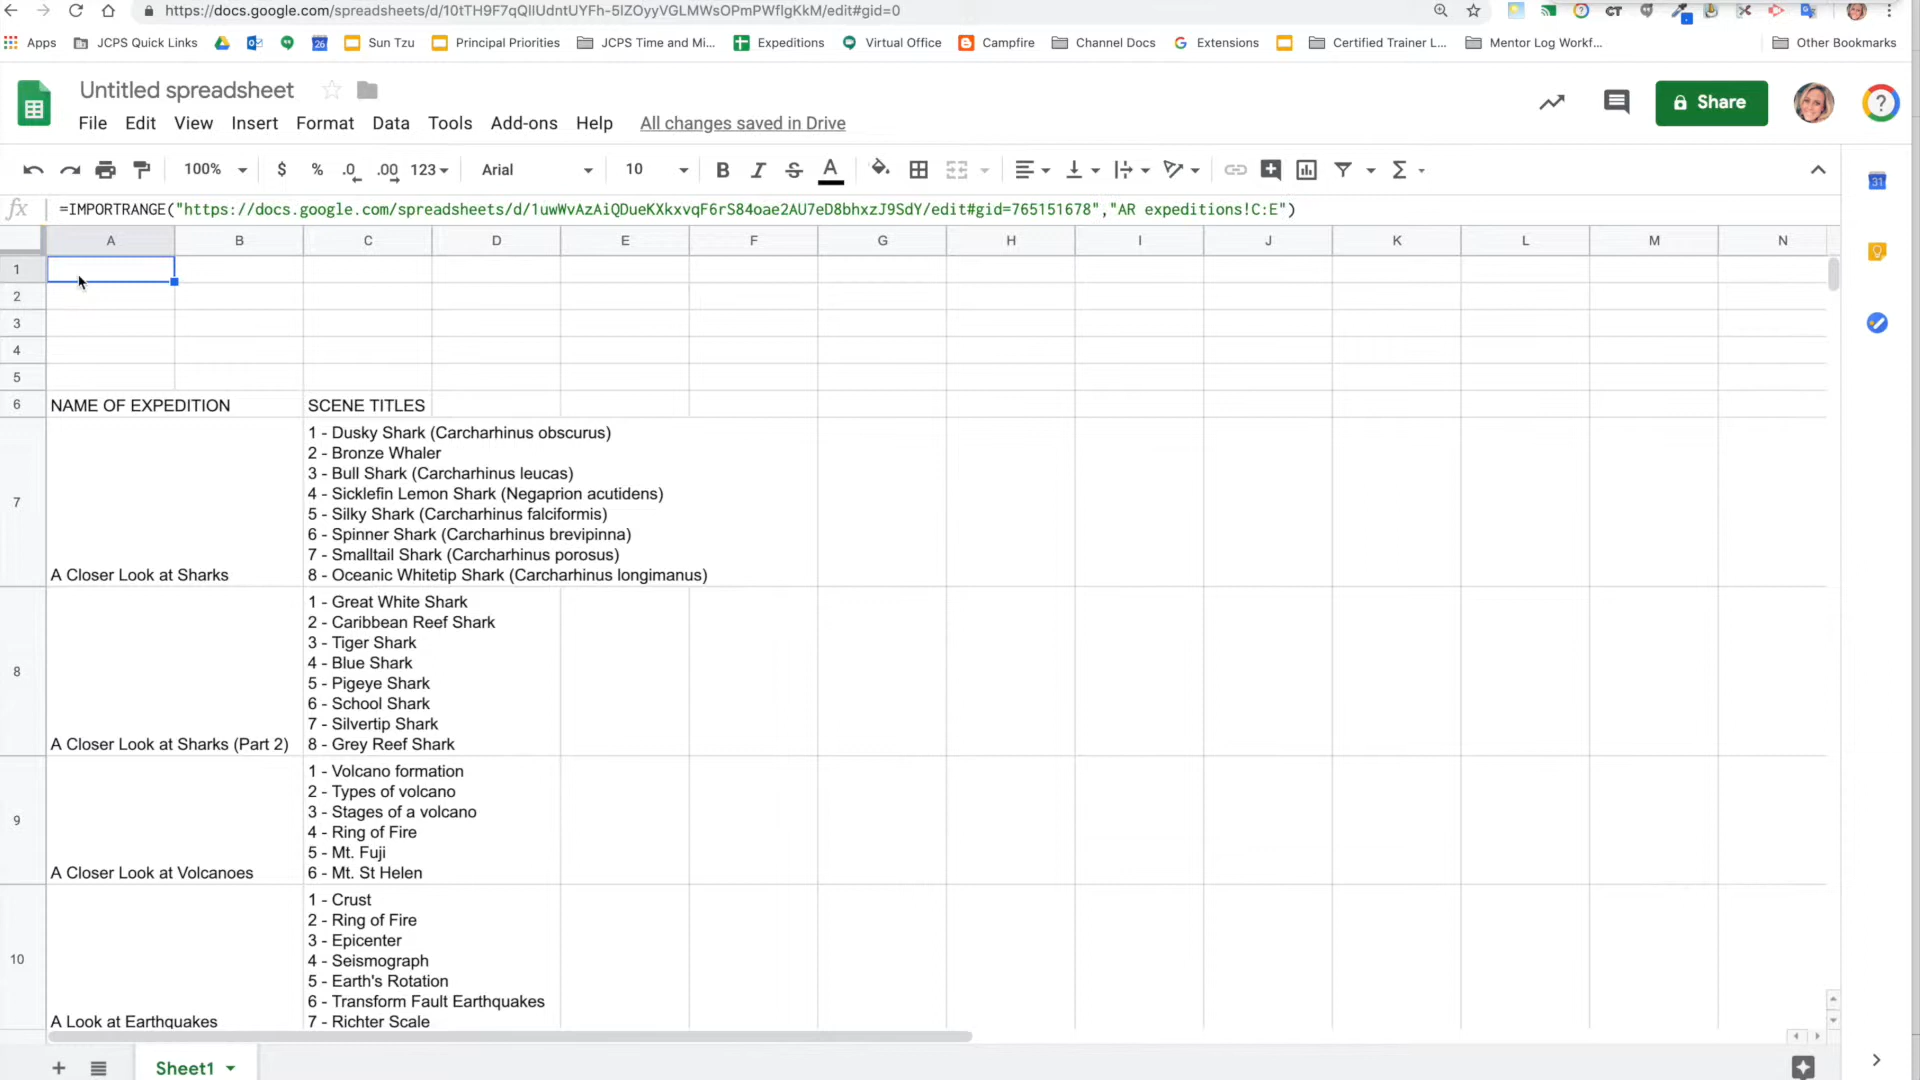 https://docs.google.com/spreadsheets/d/10tTH9F7qQIlUdntUYFh-5IZOyyVGLMWsOPmPWflgKkM/edit#gid=0
CT
Apps JCPS Quick Links 26 Sun Tzu Principal Priorities JCPS Time and Mi... Expeditions Virtual Office Campfire Channel Docs Extensions Certified Trainer L... Mentor Log Workf... Other Bookmarks
Untitled spreadsheet
Share
File Edit View Insert Format Data Tools Add-ons Help All changes saved in Drive
100% $ % .0 .00 123 Arial 10 B I S A Σ
31
fx =IMPORTRANGE("https://docs.google.com/spreadsheets/d/1uwWvAzAiQDueKXkxvqF6rS84oae2AU7eD8bhxzJ9SdY/edit#gid=765151678","AR expeditions!C:E")
A B C D E F G H I J K L M N
1
2
3
4
5
6 NAME OF EXPEDITION SCENE TITLES
1 - Dusky Shark (Carcharhinus obscurus)
2 - Bronze Whaler
3 - Bull Shark (Carcharhinus leucas)
4 - Sicklefin Lemon Shark (Negaprion acutidens)
7
5 - Silky Shark (Carcharhinus falciformis)
6 - Spinner Shark (Carcharhinus brevipinna)
7 - Smalltail Shark (Carcharhinus porosus)
A Closer Look at Sharks 8 - Oceanic Whitetip Shark (Carcharhinus longimanus)
1 - Great White Shark
2 - Caribbean Reef Shark
3 - Tiger Shark
4 - Blue Shark
8
5 - Pigeye Shark
6 - School Shark
7 - Silvertip Shark
A Closer Look at Sharks (Part 2) 8 - Grey Reef Shark
1 - Volcano formation
2 - Types of volcano
3 - Stages of a volcano
9
4 - Ring of Fire
5 - Mt. Fuji
A Closer Look at Volcanoes 6 - Mt. St Helen
1 - Crust
2 - Ring of Fire
3 - Epicenter
10 4 - Seismograph
5 - Earth's Rotation
6 - Transform Fault Earthquakes
A Look at Earthquakes 7 - Richter Scale
Sheet1